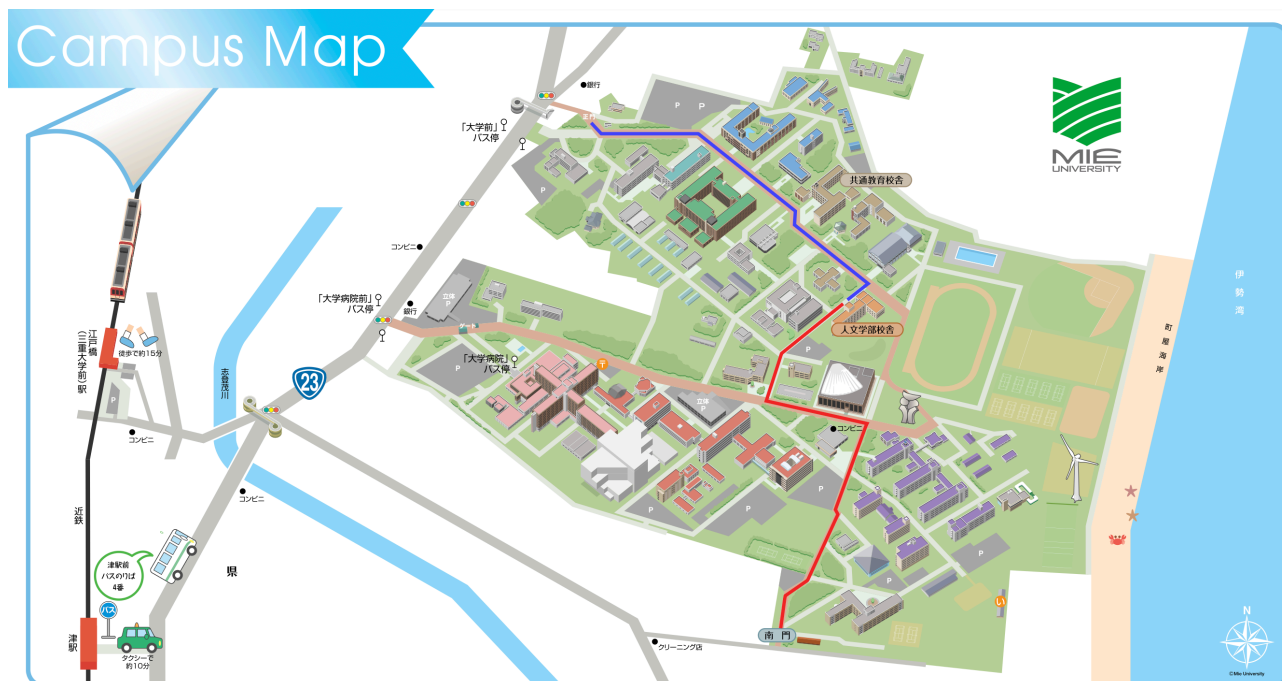 Campus Map
銀行
「大学前」
バス停
正門
P
P
P
MIE
UNIVERSITY
共通教育校舎
コンビニ
「大学病院前」
バス停
銀行
立体
P
ゲート
人文学部校舎
P
伊勢湾
町屋海岸
江戸橋
(三重大学前)駅
徒歩で約15分
P
志登茂川
23
「大学病院」
バス停
〒
P
立体
P
コンビニ
コンビニ
コンビニ
近鉄
P
P
P
P
P
P
津駅前
バスのりば
4番
県
バス
津駅
タクシーで
約10分
クリーニング店
南門
い
N
©Mie University